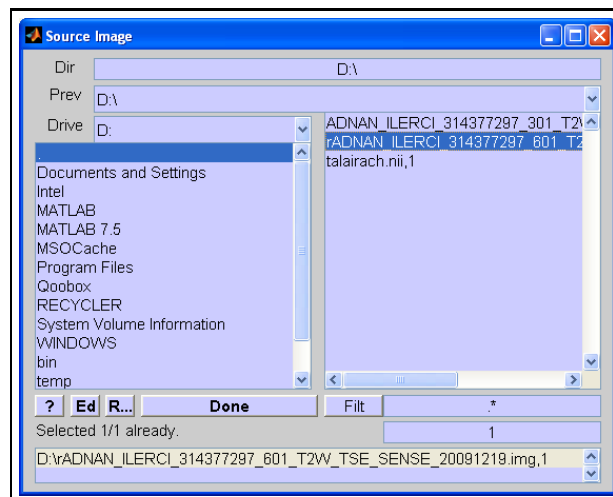 Source Image
Dir D:\
Prev D:\
Drive D:
.
Documents and Settings
Intel
MATLAB
MATLAB 7.5
MSOCache
Program Files
Qoobox
RECYCLER
System Volume Information
WINDOWS
bin
temp
ADNAN_ILERCI_314377297_301_T2
rADNAN_ILERCI_314377297_601_T2
talairach.nii,1
? Ed R... Done Filt .*
Selected 1/1 already. 1
D:\rADNAN_ILERCI_314377297_601_T2W_TSE_SENSE_20091219.img,1